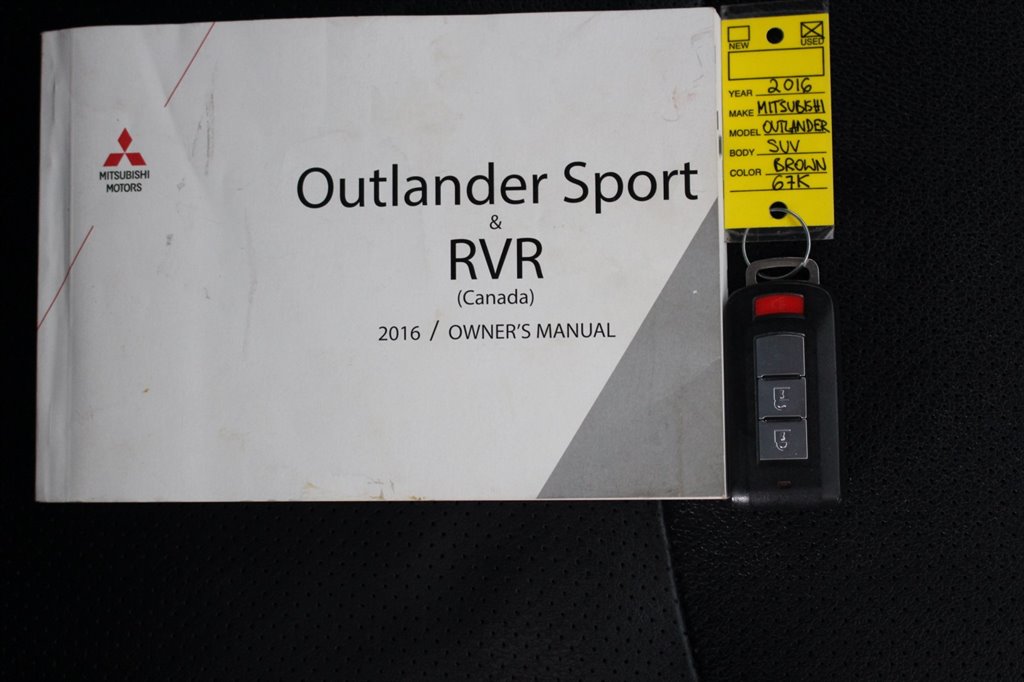 MITSUBISHI
MOTORS
Outlander Sport
&
RVR
(Canada)
2016 / OWNER'S MANUAL
NEW USED
YEAR 2016
MAKE MITSUBISHI
MODEL OUTLANDER
BODY SUV
COLOR BROWN
67K